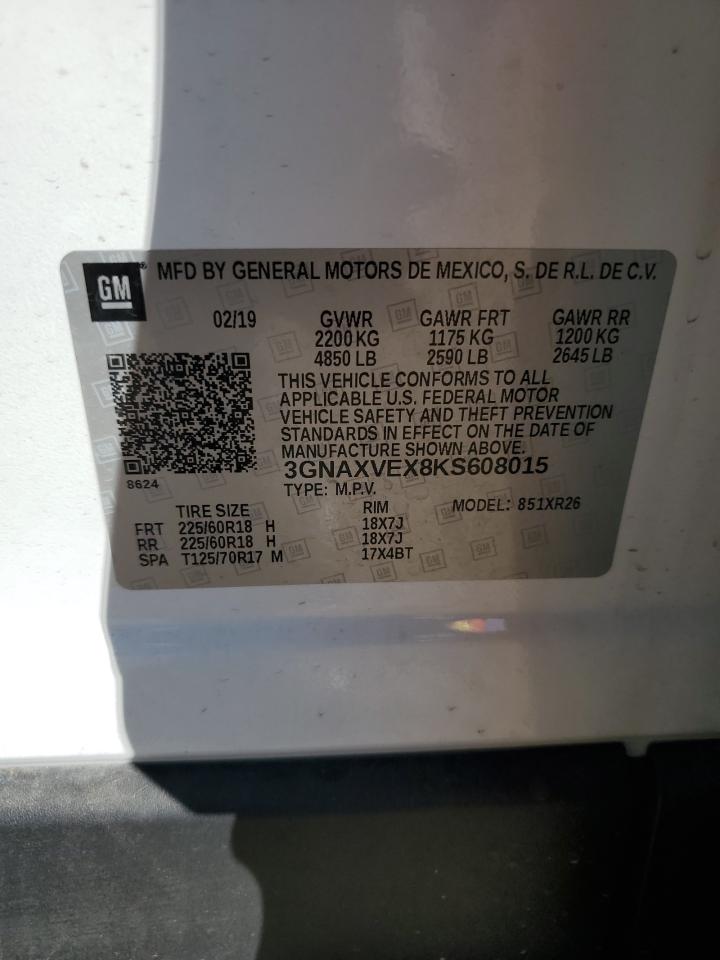 GM ® MFD BY GENERAL MOTORS DE MEXICO, S. DE R.L. DE C.V.
02/19 GVWR GAWR FRT GAWR RR
2200 KG 1175 KG 1200 KG
4850 LB 2590 LB 2645 LB
THIS VEHICLE CONFORMS TO ALL
APPLICABLE U.S. FEDERAL MOTOR
VEHICLE SAFETY AND THEFT PREVENTION
STANDARDS IN EFFECT ON THE DATE OF
MANUFACTURE SHOWN ABOVE.
3GNAXVEX8KS608015
8624
TYPE: M.P.V.
TIRE SIZE RIM MODEL: 851XR26
FRT 225/60R18 H 18X7J
RR 225/60R18 H 18X7J
SPA T125/70R17 M 17X4BT